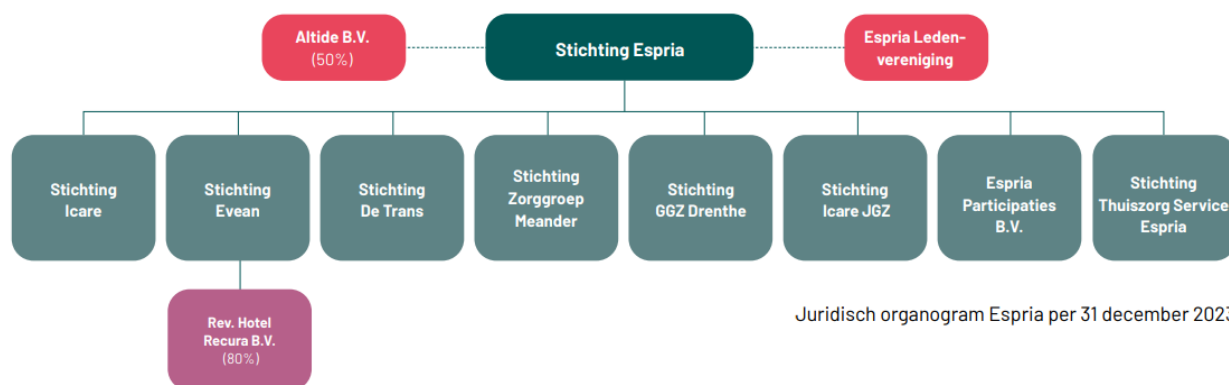 Altide B.V.
(50%)
Stichting Espria
Espria Leden-
vereniging
Stichting
Icare
Stichting
Evean
Stichting
De Trans
Stichting
Zorggroep
Meander
Stichting
GGZ Drenthe
Stichting
Icare JGZ
Espria
Participaties
B.V.
Stichting
Thuiszorg Service
Espria
Rev. Hotel
Recura B.V.
(80%)
Juridisch organogram Espria per 31 december 2023